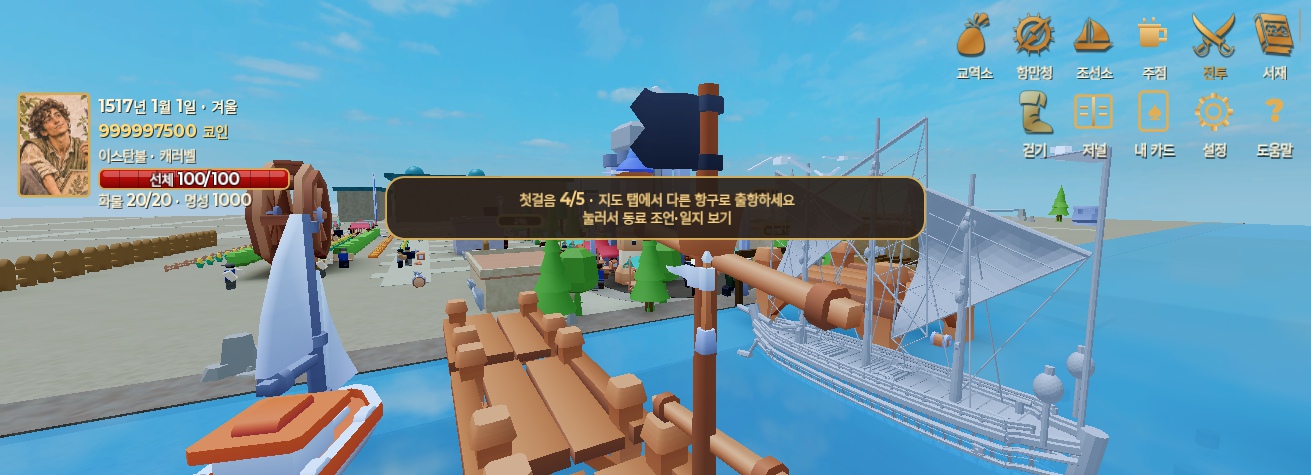 교역소
항만청
조선소
주점
전투
서재
걷기
저널
내 카드
설정
도움말
1517년 1월 1일 · 겨울
999997500 코인
이스탄불 · 캐러벨
선체 100/100
화물 20/20 · 명성 1000
첫걸음 4/5 · 지도 탭에서 다른 항구로 출항하세요
눌러서 동료 조언·일지 보기